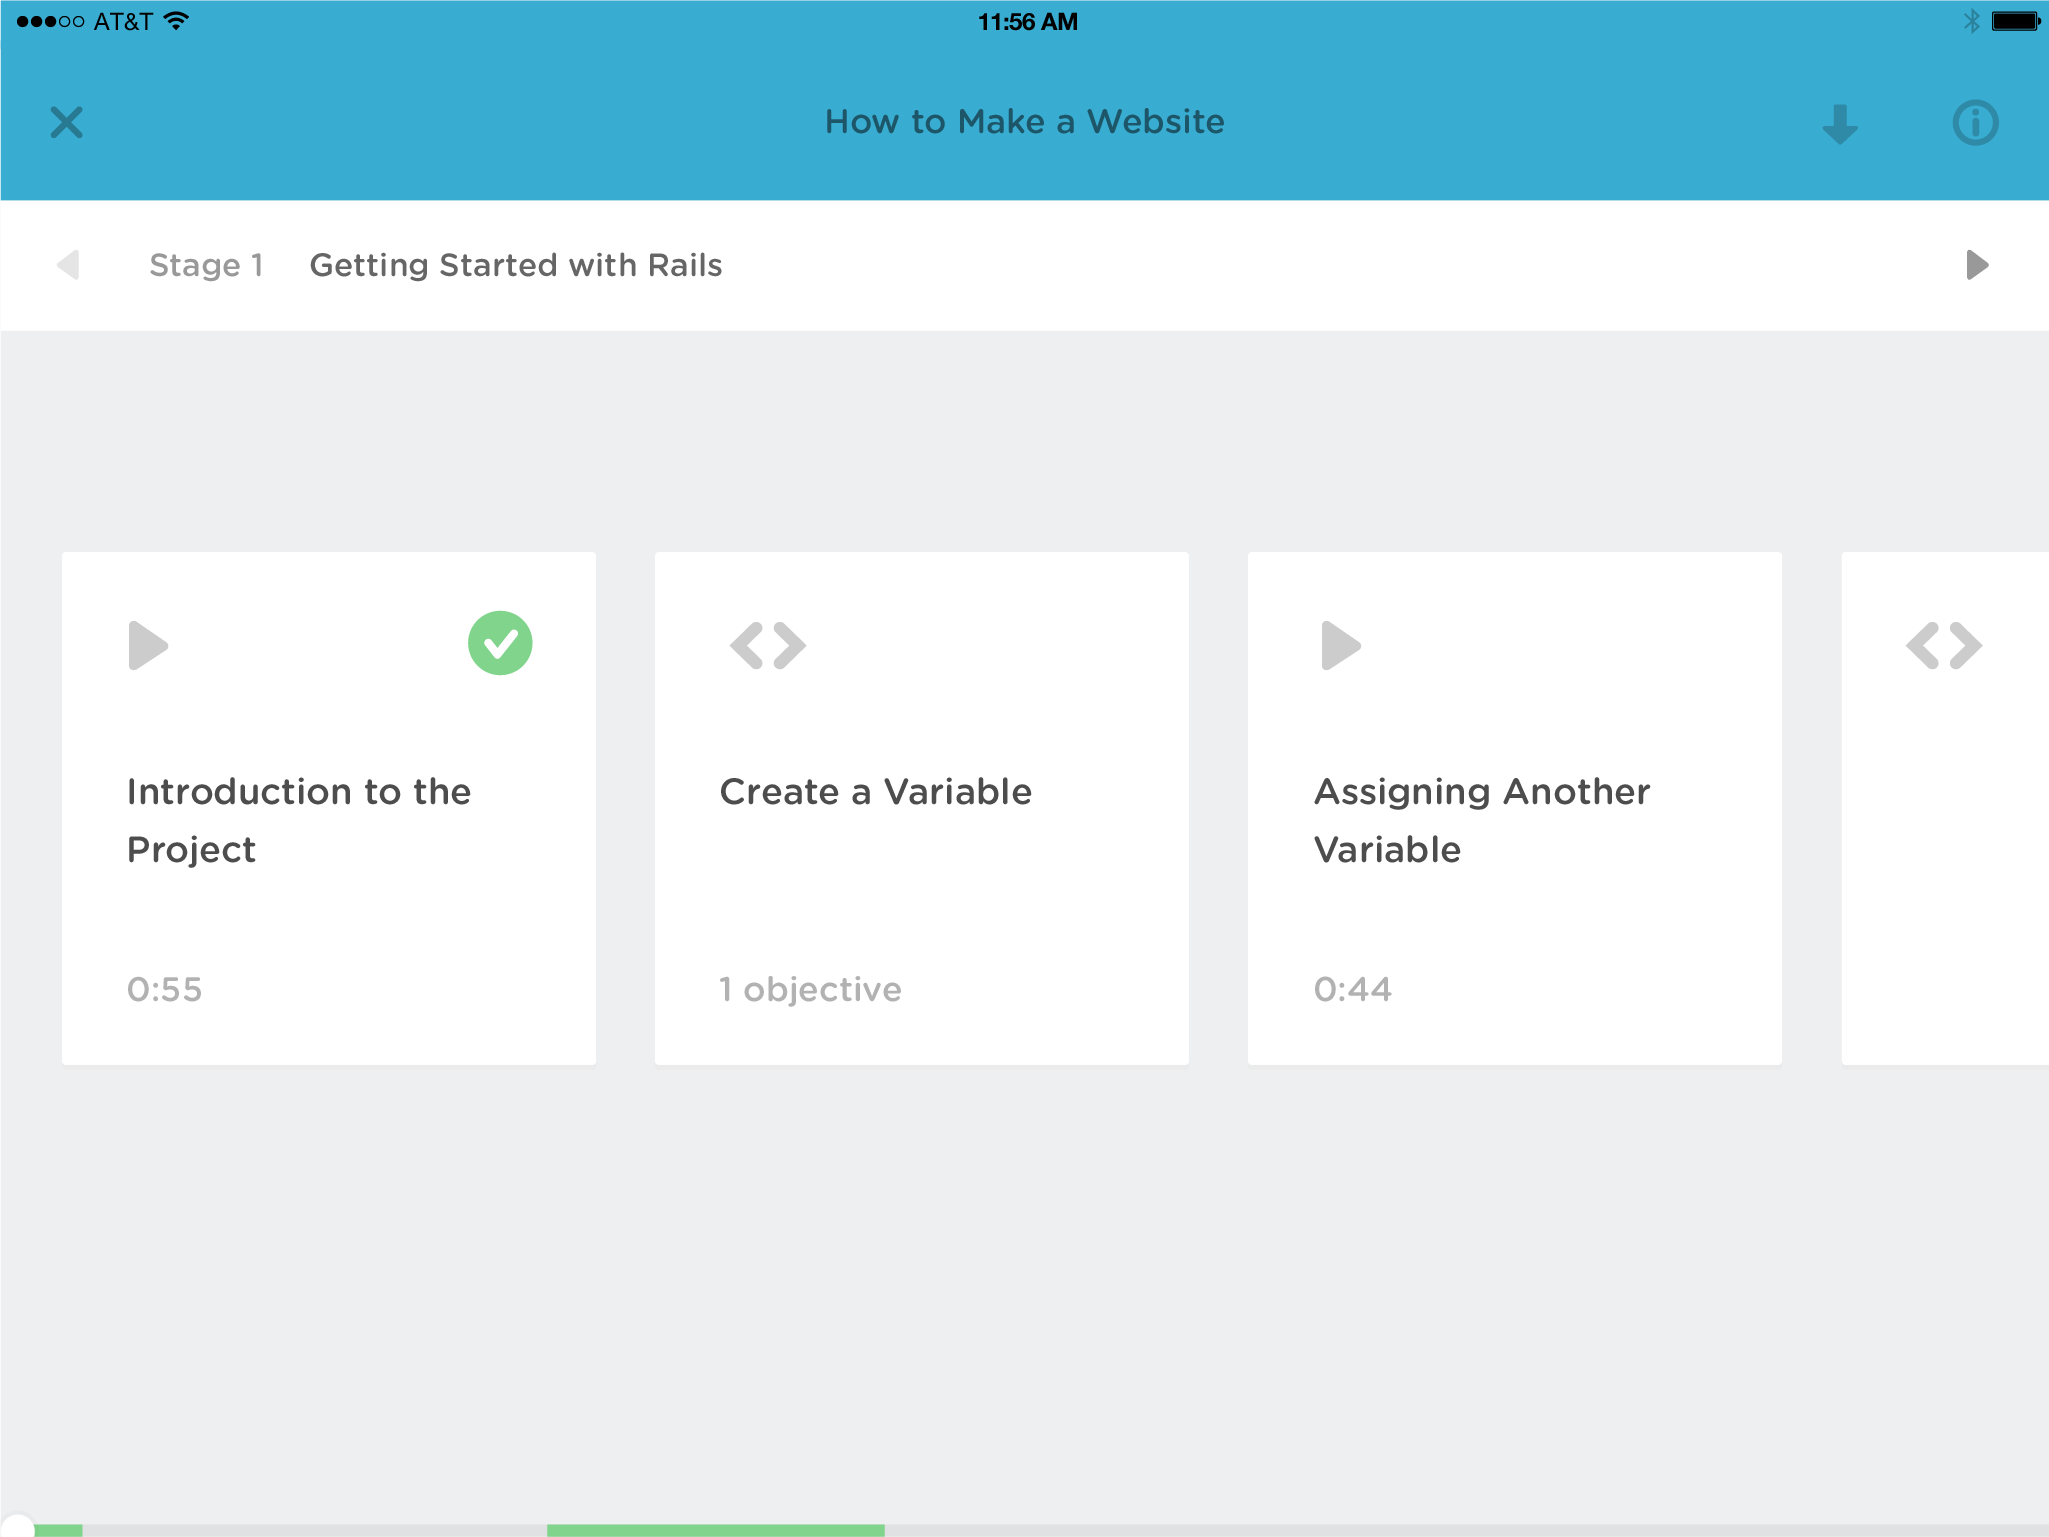 AT&T
11:56 AM
How to Make a Website
Stage 1 Getting Started with Rails
Introduction to the
Project
0:55
Create a Variable
1 objective
Assigning Another
Variable
0:44